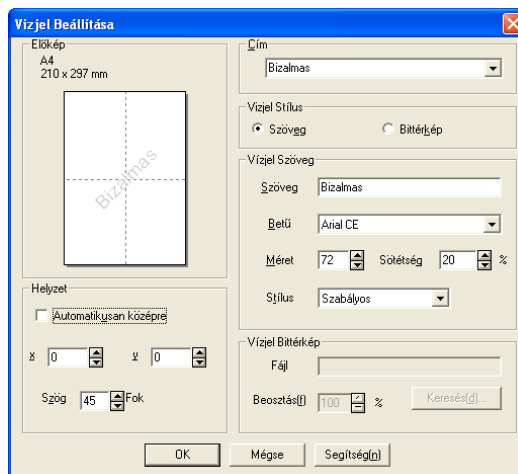 Vízjel Beállítása
Előkép
A4
210 x 297 mm
Bizalmas
Helyzet
Automatikusan középre
x 0 y 0
Szög 45 Fok
Cím
Bizalmas
Vizjel Stílus
Szöveg Bittérkép
Vízjel Szöveg
Szöveg Bizalmas
Betű Arial CE
Méret 72 Sötétség 20 %
Stílus Szabályos
Vízjel Bittérkép
Fájl
Beosztás(f) 100 % Keresés(d)...
OK Mégse Segítség(n)